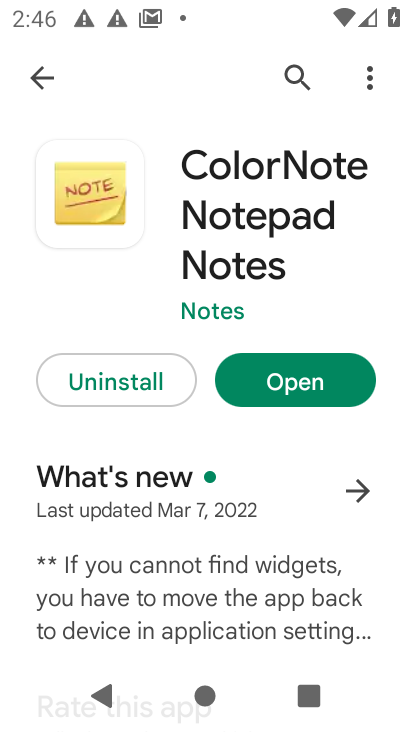 2:46
ColorNote
Notepad
Notes
NOTE
Notes
Uninstall
Open
What's new
Last updated Mar 7, 2022
** If you cannot find widgets,
you have to move the app back
to device in application setting...
Rate this app